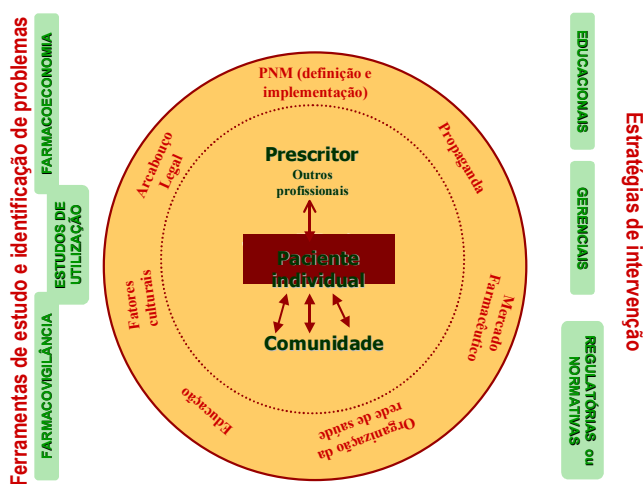 Ferramentas de estudo e identificação de problemas
FARMACOECONOMIA
ESTUDOS DE
UTILIZAÇÃO
FARMACOVIGILÂNCIA
PNM (definição e
implementação)
Arcabouço
Legal
Propaganda
Prescritor
Outros
profissionais
Paciente
individual
Comunidade
Fatores
culturais
Mercado
Farmacêutico
Educação
Organização da
rede de saúde
EDUCACIONAIS
GERENCIAIS
REGULATÓRIAS ou
NORMATIVAS
Estratégias de intervenção